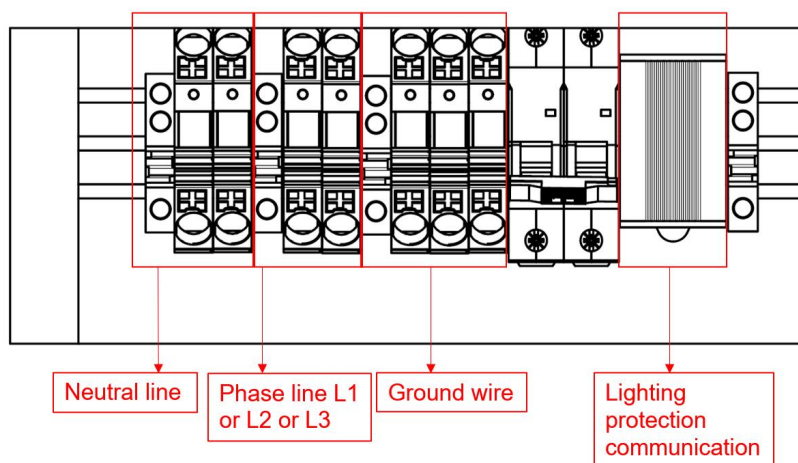 Neutral line
Phase line L1
or L2 or L3
Ground wire
Lighting
protection
communication